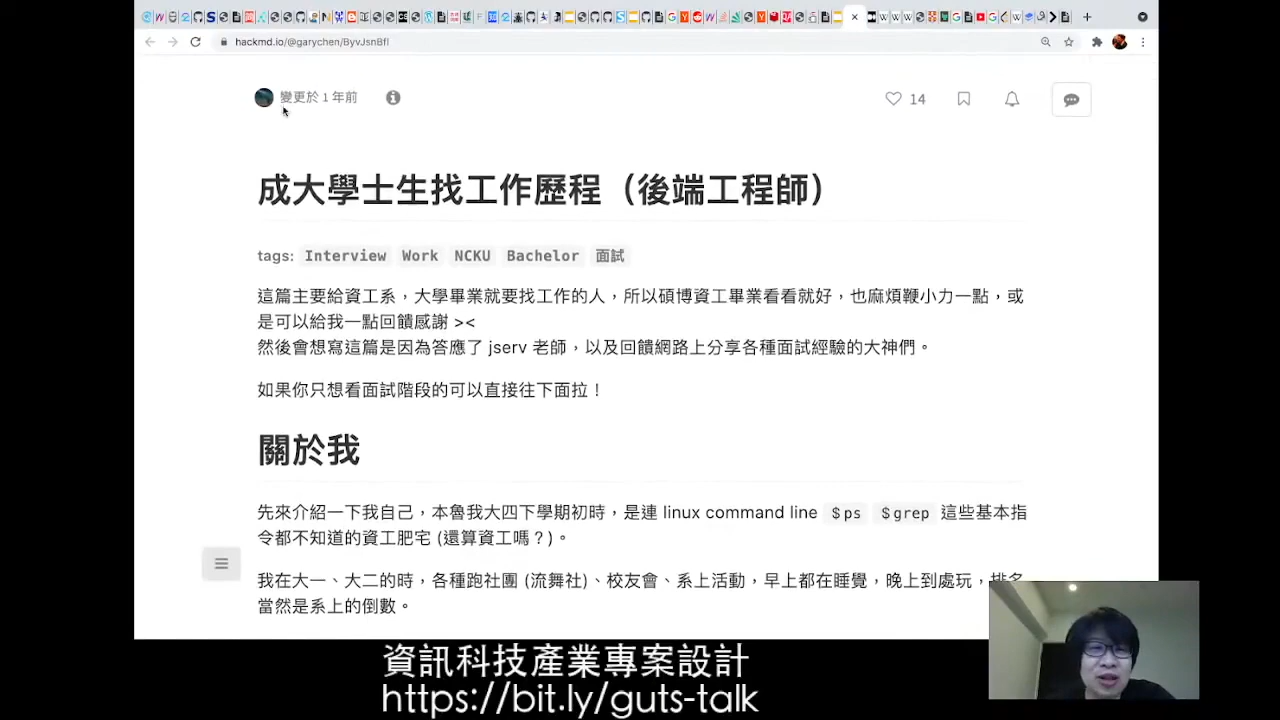 hackmd.io/@garychen/ByvJsnBfI
變更於 1 年前
14
成大學士生找工作歷程（後端工程師）
tags: Interview Work NCKU Bachelor 面試
這篇主要給資工系，大學畢業就要找工作的人，所以碩博資工畢業看看就好，也麻煩鞭小力一點，或
是可以給我一點回饋感謝 ><
然後會想寫這篇是因為答應了 jserv 老師，以及回饋網路上分享各種面試經驗的大神們。
如果你只想看面試階段的可以直接往下面拉！
關於我
先來介紹一下我自己，本魯我大四下學期初時，是連 linux command line $ps $grep 這些基本指
令都不知道的資工肥宅 (還算資工嗎？)。
我在大一、大二的時，各種跑社團 (流舞社)、校友會、系上活動，早上都在睡覺，晚上到處玩，排名
當然是系上的倒數。
資訊科技產業專案設計
https://bit.ly/guts-talk